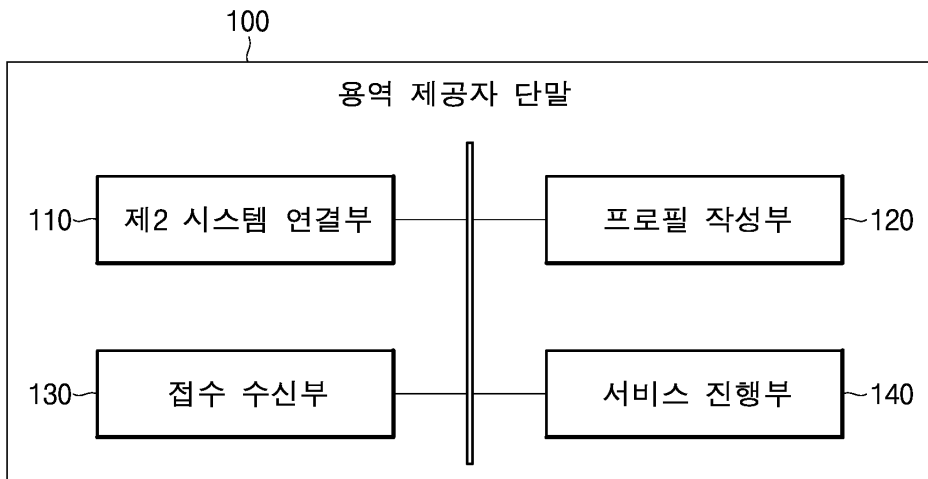 100
용역 제공자 단말
110 제2 시스템 연결부 프로필 작성부 120
130 접수 수신부 서비스 진행부 140